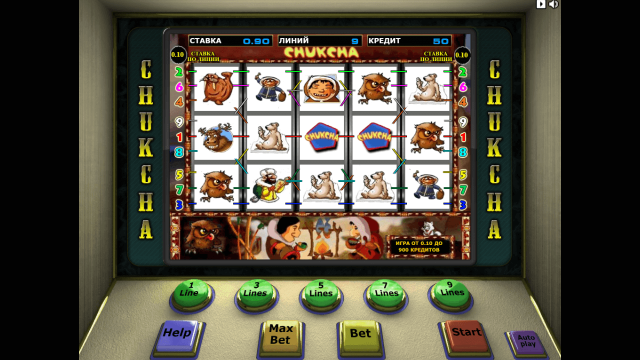 СТАВКА 0.90 ЛИНИЙ 9 КРЕДИТ 50
0.10 СТАВКА ПО ЛИНИИ
CHUKCHA
СТАВКА ПО ЛИНИИ 0.10
CHUKCHA
2
6
4
9
1
8
5
7
3
CHUKCHA
CHUKCHA
2
6
4
9
1
8
5
7
3
CHUKCHA
ИГРА ОТ 0.10 ДО
900 КРЕДИТОВ
1 Line
3 Lines
5 Lines
7 Lines
9 Lines
Help
Max Bet
Bet
Start
Auto play